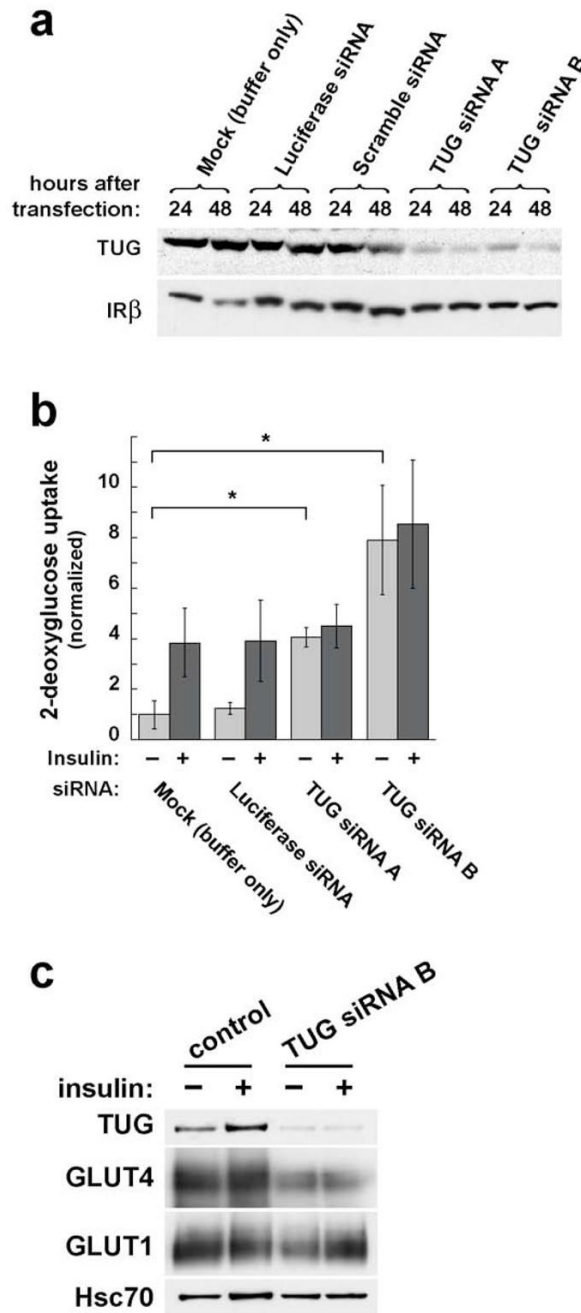 a
Mock (buffer only) Luciferase siRNA Scramble siRNA TUG siRNA A TUG siRNA B
hours after
transfection: 24 48 24 48 24 48 24 48 24 48
TUG
IRβ
b
2-deoxyglucose uptake
(normalized)
10
8
6
4
2
0
*
*
Insulin: – + – + – + – +
siRNA:
Mock (buffer only) Luciferase siRNA TUG siRNA A TUG siRNA B
c
control TUG siRNA B
insulin: – + – +
TUG
GLUT4
GLUT1
Hsc70